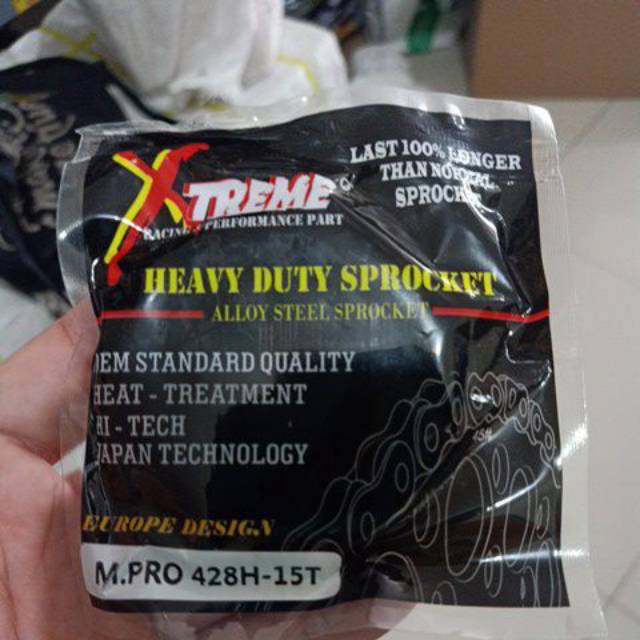 XTREME
RACING & PERFORMANCE PART
LAST 100% LONGER
THAN NORMAL
SPROCKET
HEAVY DUTY SPROCKET
ALLOY STEEL SPROCKET
OEM STANDARD QUALITY
HEAT - TREATMENT
HI - TECH
JAPAN TECHNOLOGY
EUROPE DESIGN
M.PRO 428H-15T